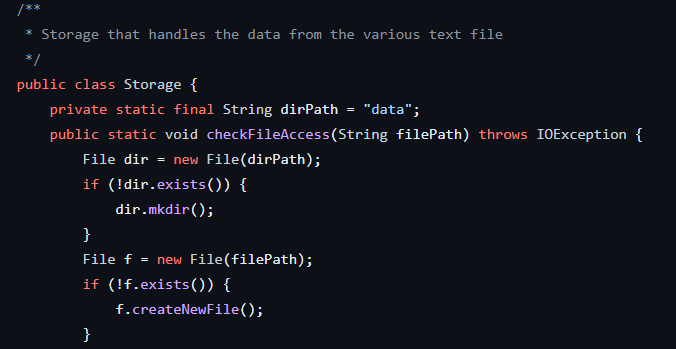 /**
 * Storage that handles the data from the various text file
 */
public class Storage {
    private static final String dirPath = "data";
    public static void checkFileAccess(String filePath) throws IOException {
        File dir = new File(dirPath);
        if (!dir.exists()) {
            dir.mkdir();
        }
        File f = new File(filePath);
        if (!f.exists()) {
            f.createNewFile();
        }